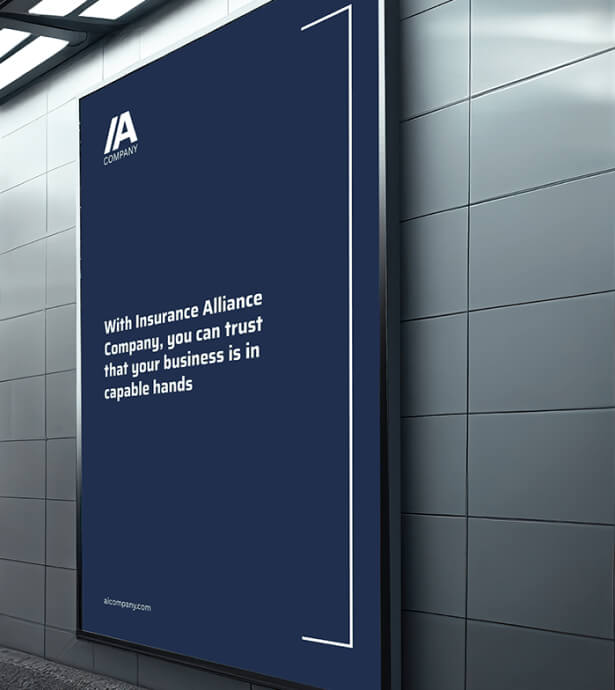 IA
COMPANY
With Insurance Alliance
Company, you can trust
that your business is in
capable hands
aicompany.com